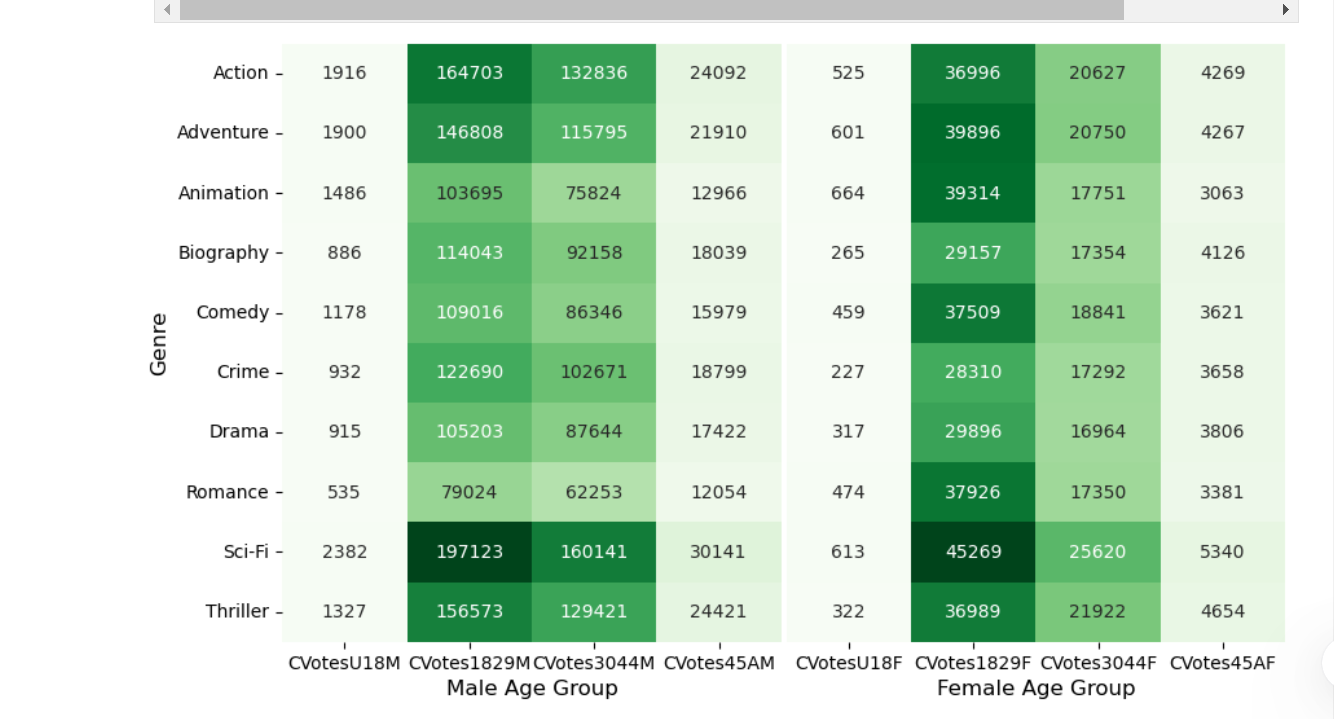 Action 1916 164703 132836 24092 525 36996 20627 4269
Adventure 1900 146808 115795 21910 601 39896 20750 4267
Animation 1486 103695 75824 12966 664 39314 17751 3063
Biography 886 114043 92158 18039 265 29157 17354 4126
Comedy 1178 109016 86346 15979 459 37509 18841 3621
Genre
Crime 932 122690 102671 18799 227 28310 17292 3658
Drama 915 105203 87644 17422 317 29896 16964 3806
Romance 535 79024 62253 12054 474 37926 17350 3381
Sci-Fi 2382 197123 160141 30141 613 45269 25620 5340
Thriller 1327 156573 129421 24421 322 36989 21922 4654
CVotesU18M CVotes1829M CVotes3044M CVotes45AM CVotesU18F CVotes1829F CVotes3044F CVotes45AF
Male Age Group Female Age Group